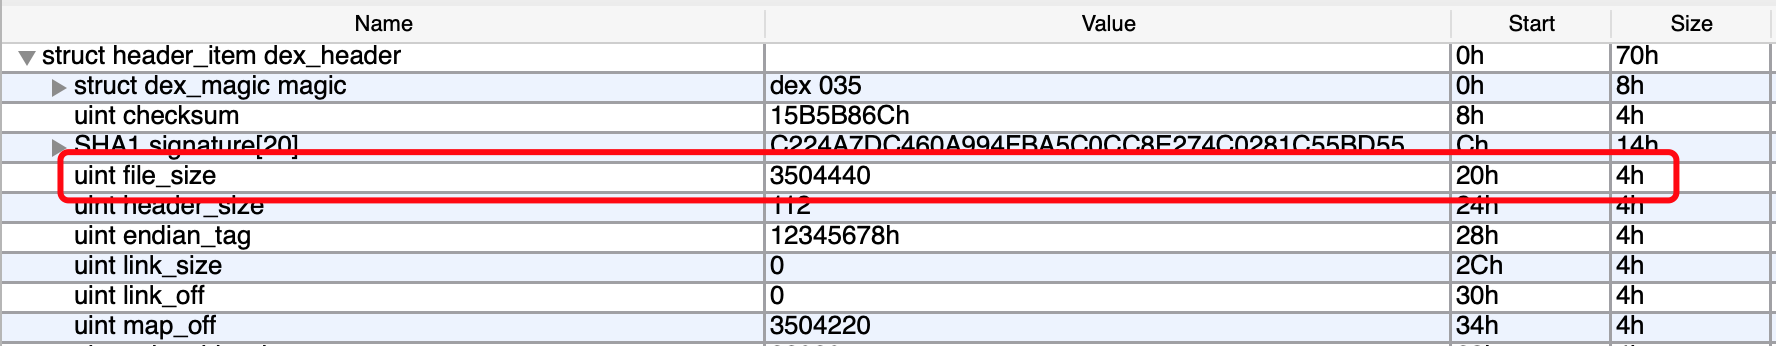 Name Value Start Size
struct header_item dex_header 0h 70h
struct dex_magic magic dex 035 0h 8h
uint checksum 15B5B86Ch 8h 4h
SHA1 signature[20] C224A7DC460A994FBA5C0CC8E274C0281C55BD55 Ch 14h
uint file_size 3504440 20h 4h
uint header_size 112 24h 4h
uint endian_tag 12345678h 28h 4h
uint link_size 0 2Ch 4h
uint link_off 0 30h 4h
uint map_off 3504220 34h 4h